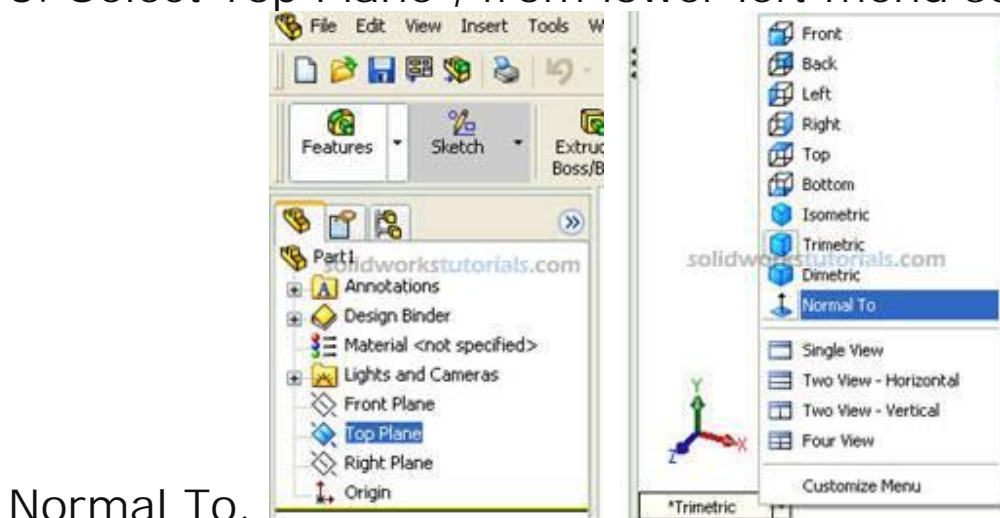 File Edit View Insert Tools
Features
Sketch
Boss/B
Part1
solidworkstutorials.com
Annotations
Design Binder
Material <not specified>
Lights and Cameras
Front Plane
Top Plane
Right Plane
Origin
Front
Back
Left
Right
Top
Bottom
Isometric
Trimetric
solidworkstutorials.com
Dimetric
Normal To
Single View
Two View - Horizontal
Two View - Vertical
Four View
Customize Menu
Y
X
Z
*Trimetric
Normal To.